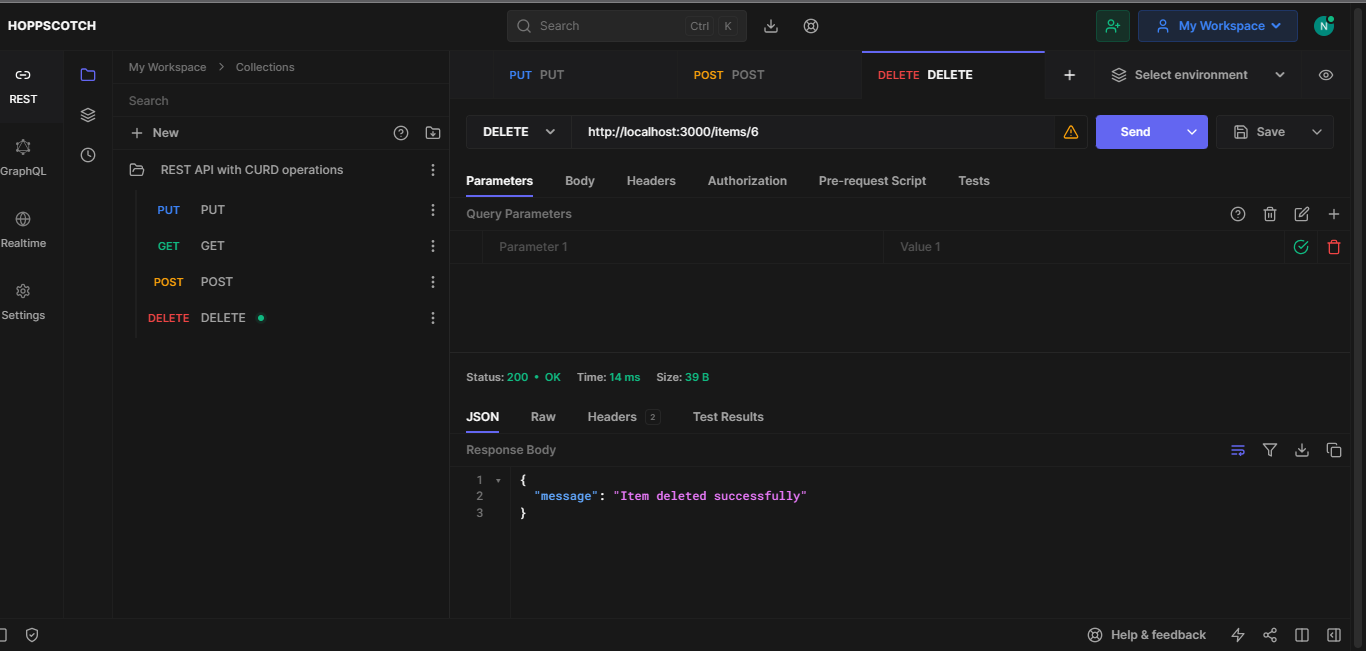 HOPPSCOTCH
Search Ctrl K
My Workspace
N
REST
GraphQL
Realtime
Settings
My Workspace > Collections
Search
+ New
REST API with CURD operations
PUT PUT
GET GET
POST POST
DELETE DELETE
PUT PUT
POST POST
DELETE DELETE
+
Select environment
DELETE http://localhost:3000/items/6 Send Save
Parameters Body Headers Authorization Pre-request Script Tests
Query Parameters
Parameter 1 Value 1
Status: 200 • OK Time: 14 ms Size: 39 B
JSON Raw Headers 2 Test Results
Response Body
1 {
2 "message": "Item deleted successfully"
3 }
Help & feedback